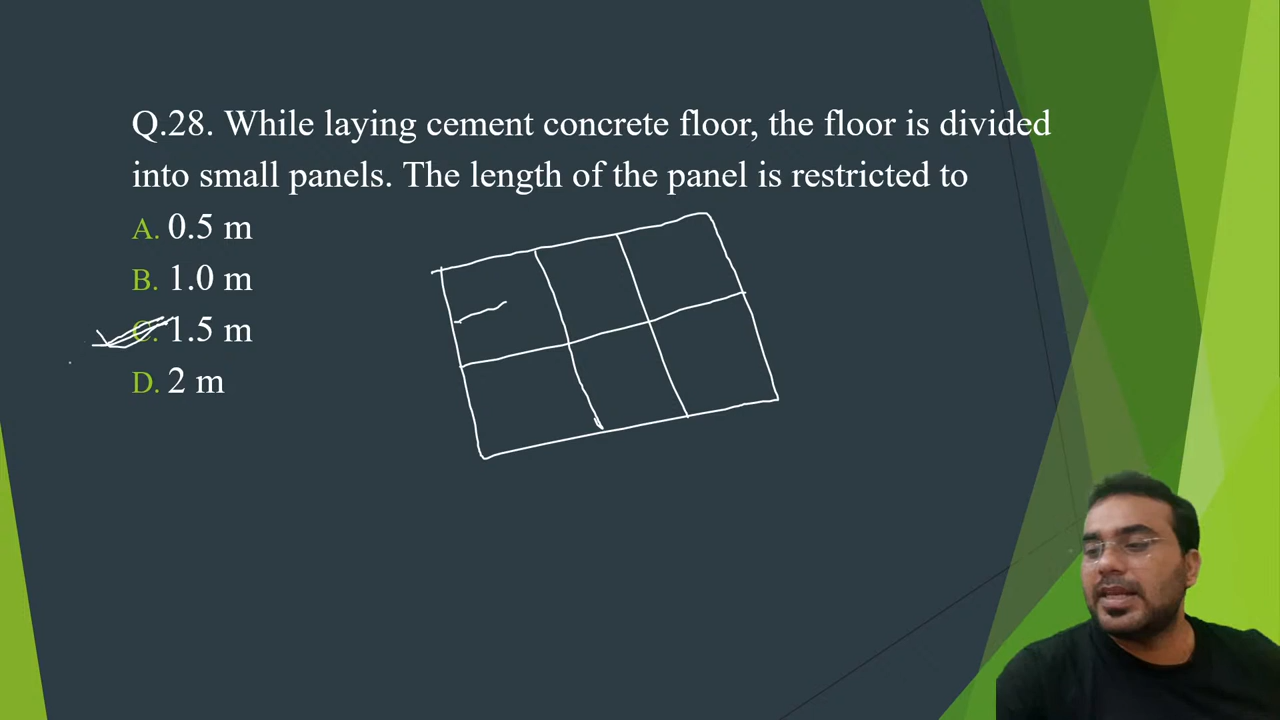 Q.28. While laying cement concrete floor, the floor is divided
into small panels. The length of the panel is restricted to
A. 0.5 m
B. 1.0 m
C. 1.5 m
D. 2 m